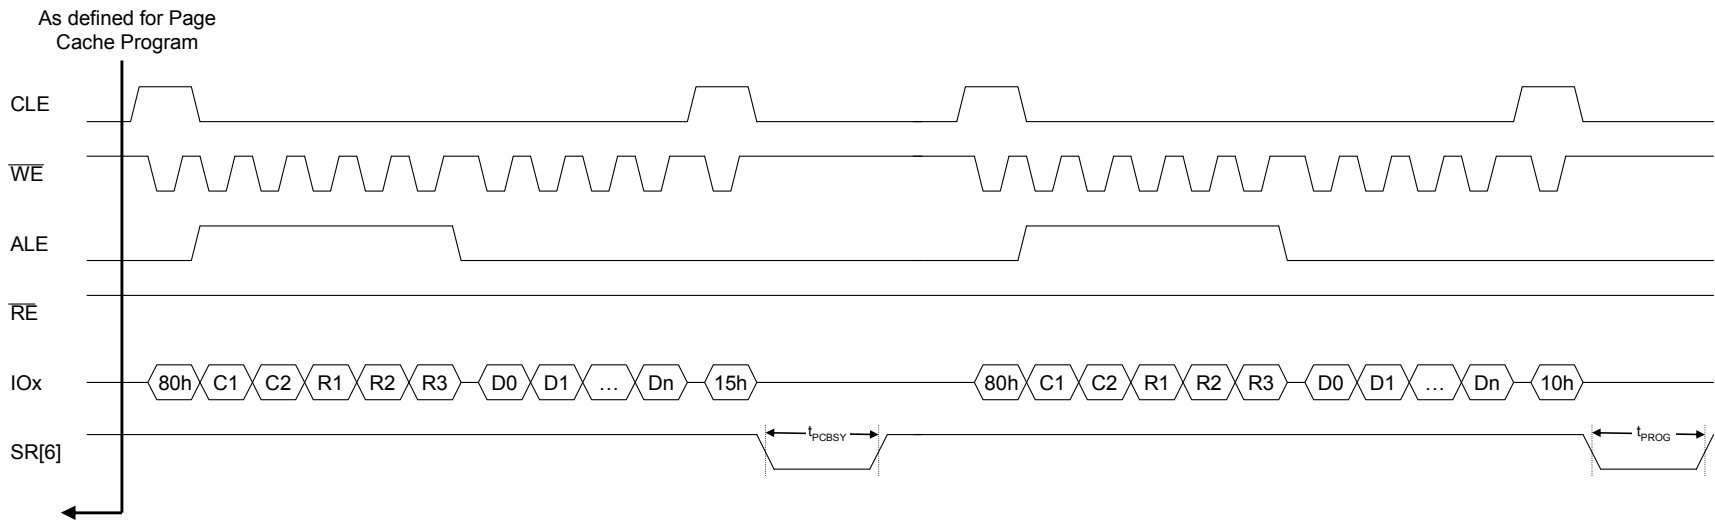 As defined for Page
Cache Program
CLE
WE
ALE
RE
IOx 80h C1 C2 R1 R2 R3 D0 D1 … Dn 15h 80h C1 C2 R1 R2 R3 D0 D1 … Dn 10h
SR[6] tPCBSY tPROG